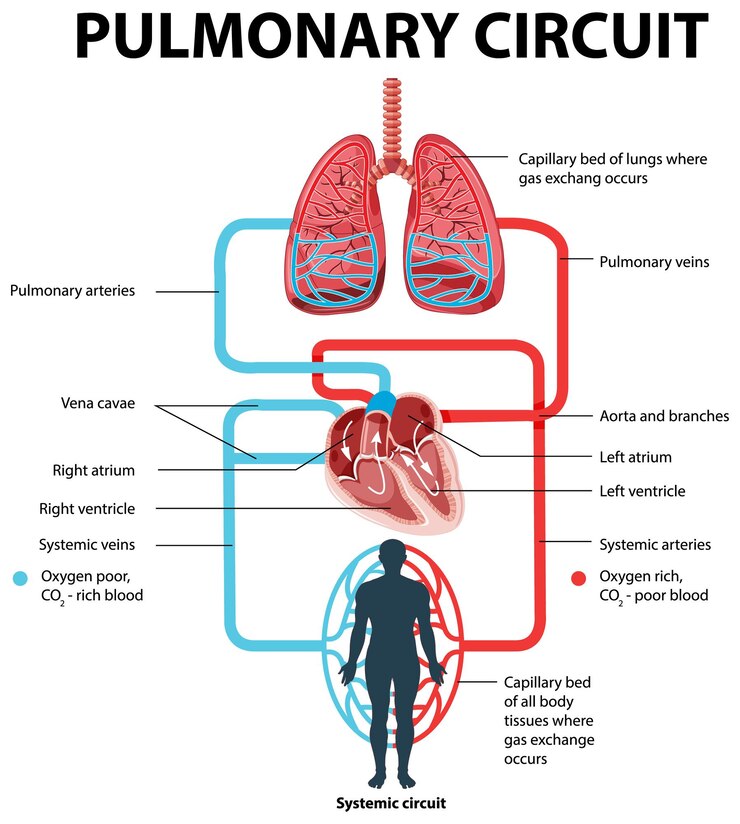 PULMONARY CIRCUIT
Capillary bed of lungs where
gas exchang occurs
Pulmonary veins
Pulmonary arteries
Vena cavae
Aorta and branches
Right atrium
Left atrium
Left ventricle
Right ventricle
Systemic veins
Systemic arteries
Oxygen poor,
CO₂ - rich blood
Oxygen rich,
CO₂ - poor blood
Capillary bed
of all body
tissues where
gas exchange
occurs
Systemic circuit